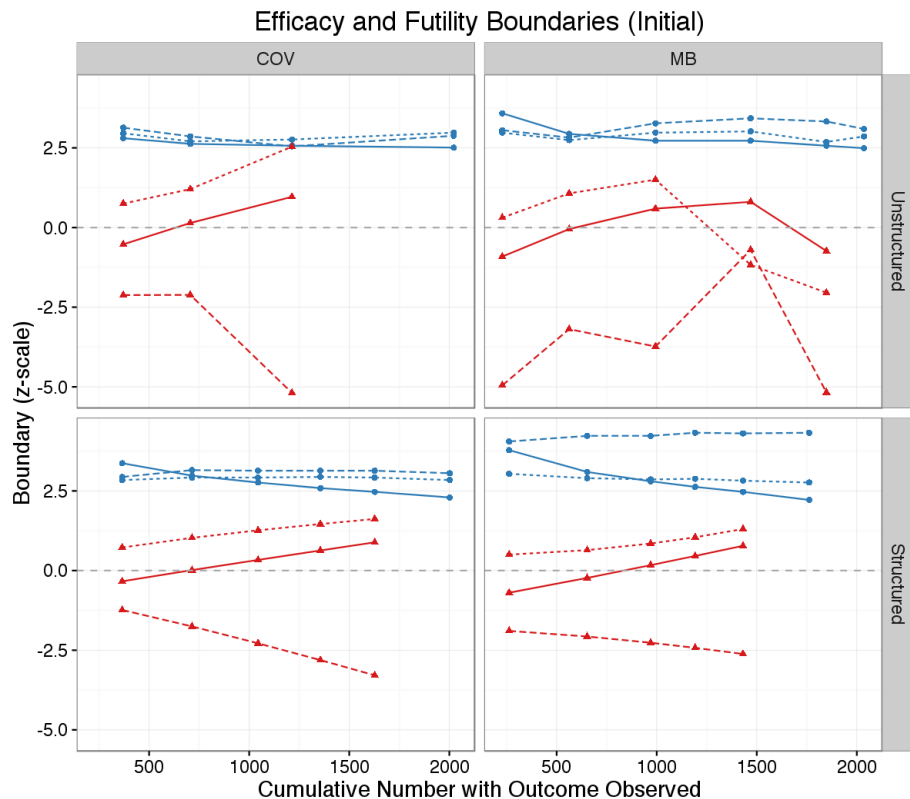 Efficacy and Futility Boundaries (Initial)
COV
MB
2.5
0.0
-2.5
-5.0
Unstructured
2.5
0.0
-2.5
-5.0
Structured
Boundary (z-scale)
500
1000
1500
2000
500
1000
1500
2000
Cumulative Number with Outcome Observed